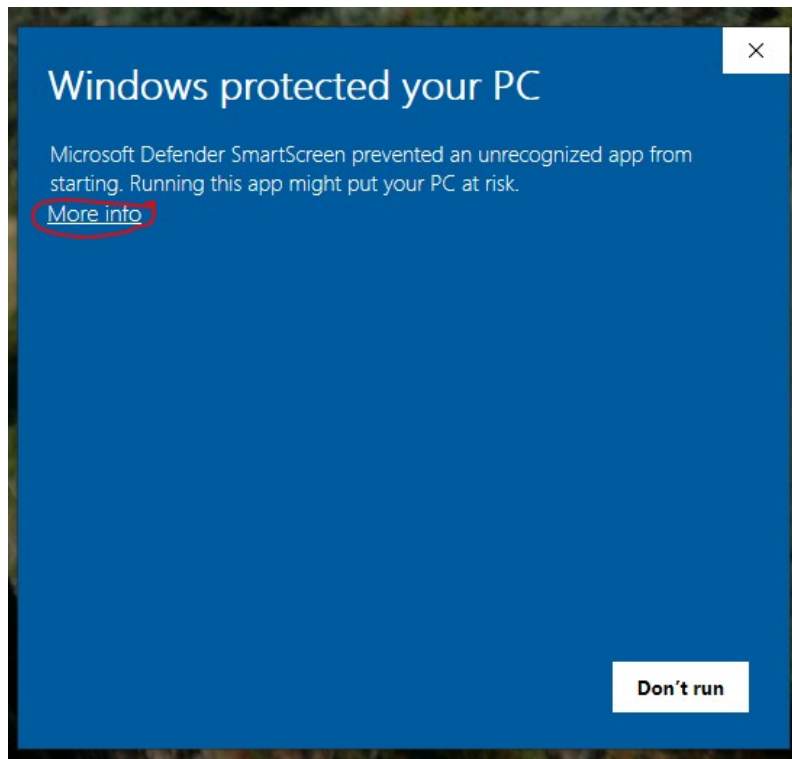 Windows protected your PC
Microsoft Defender SmartScreen prevented an unrecognized app from
starting. Running this app might put your PC at risk.
More info
Don't run